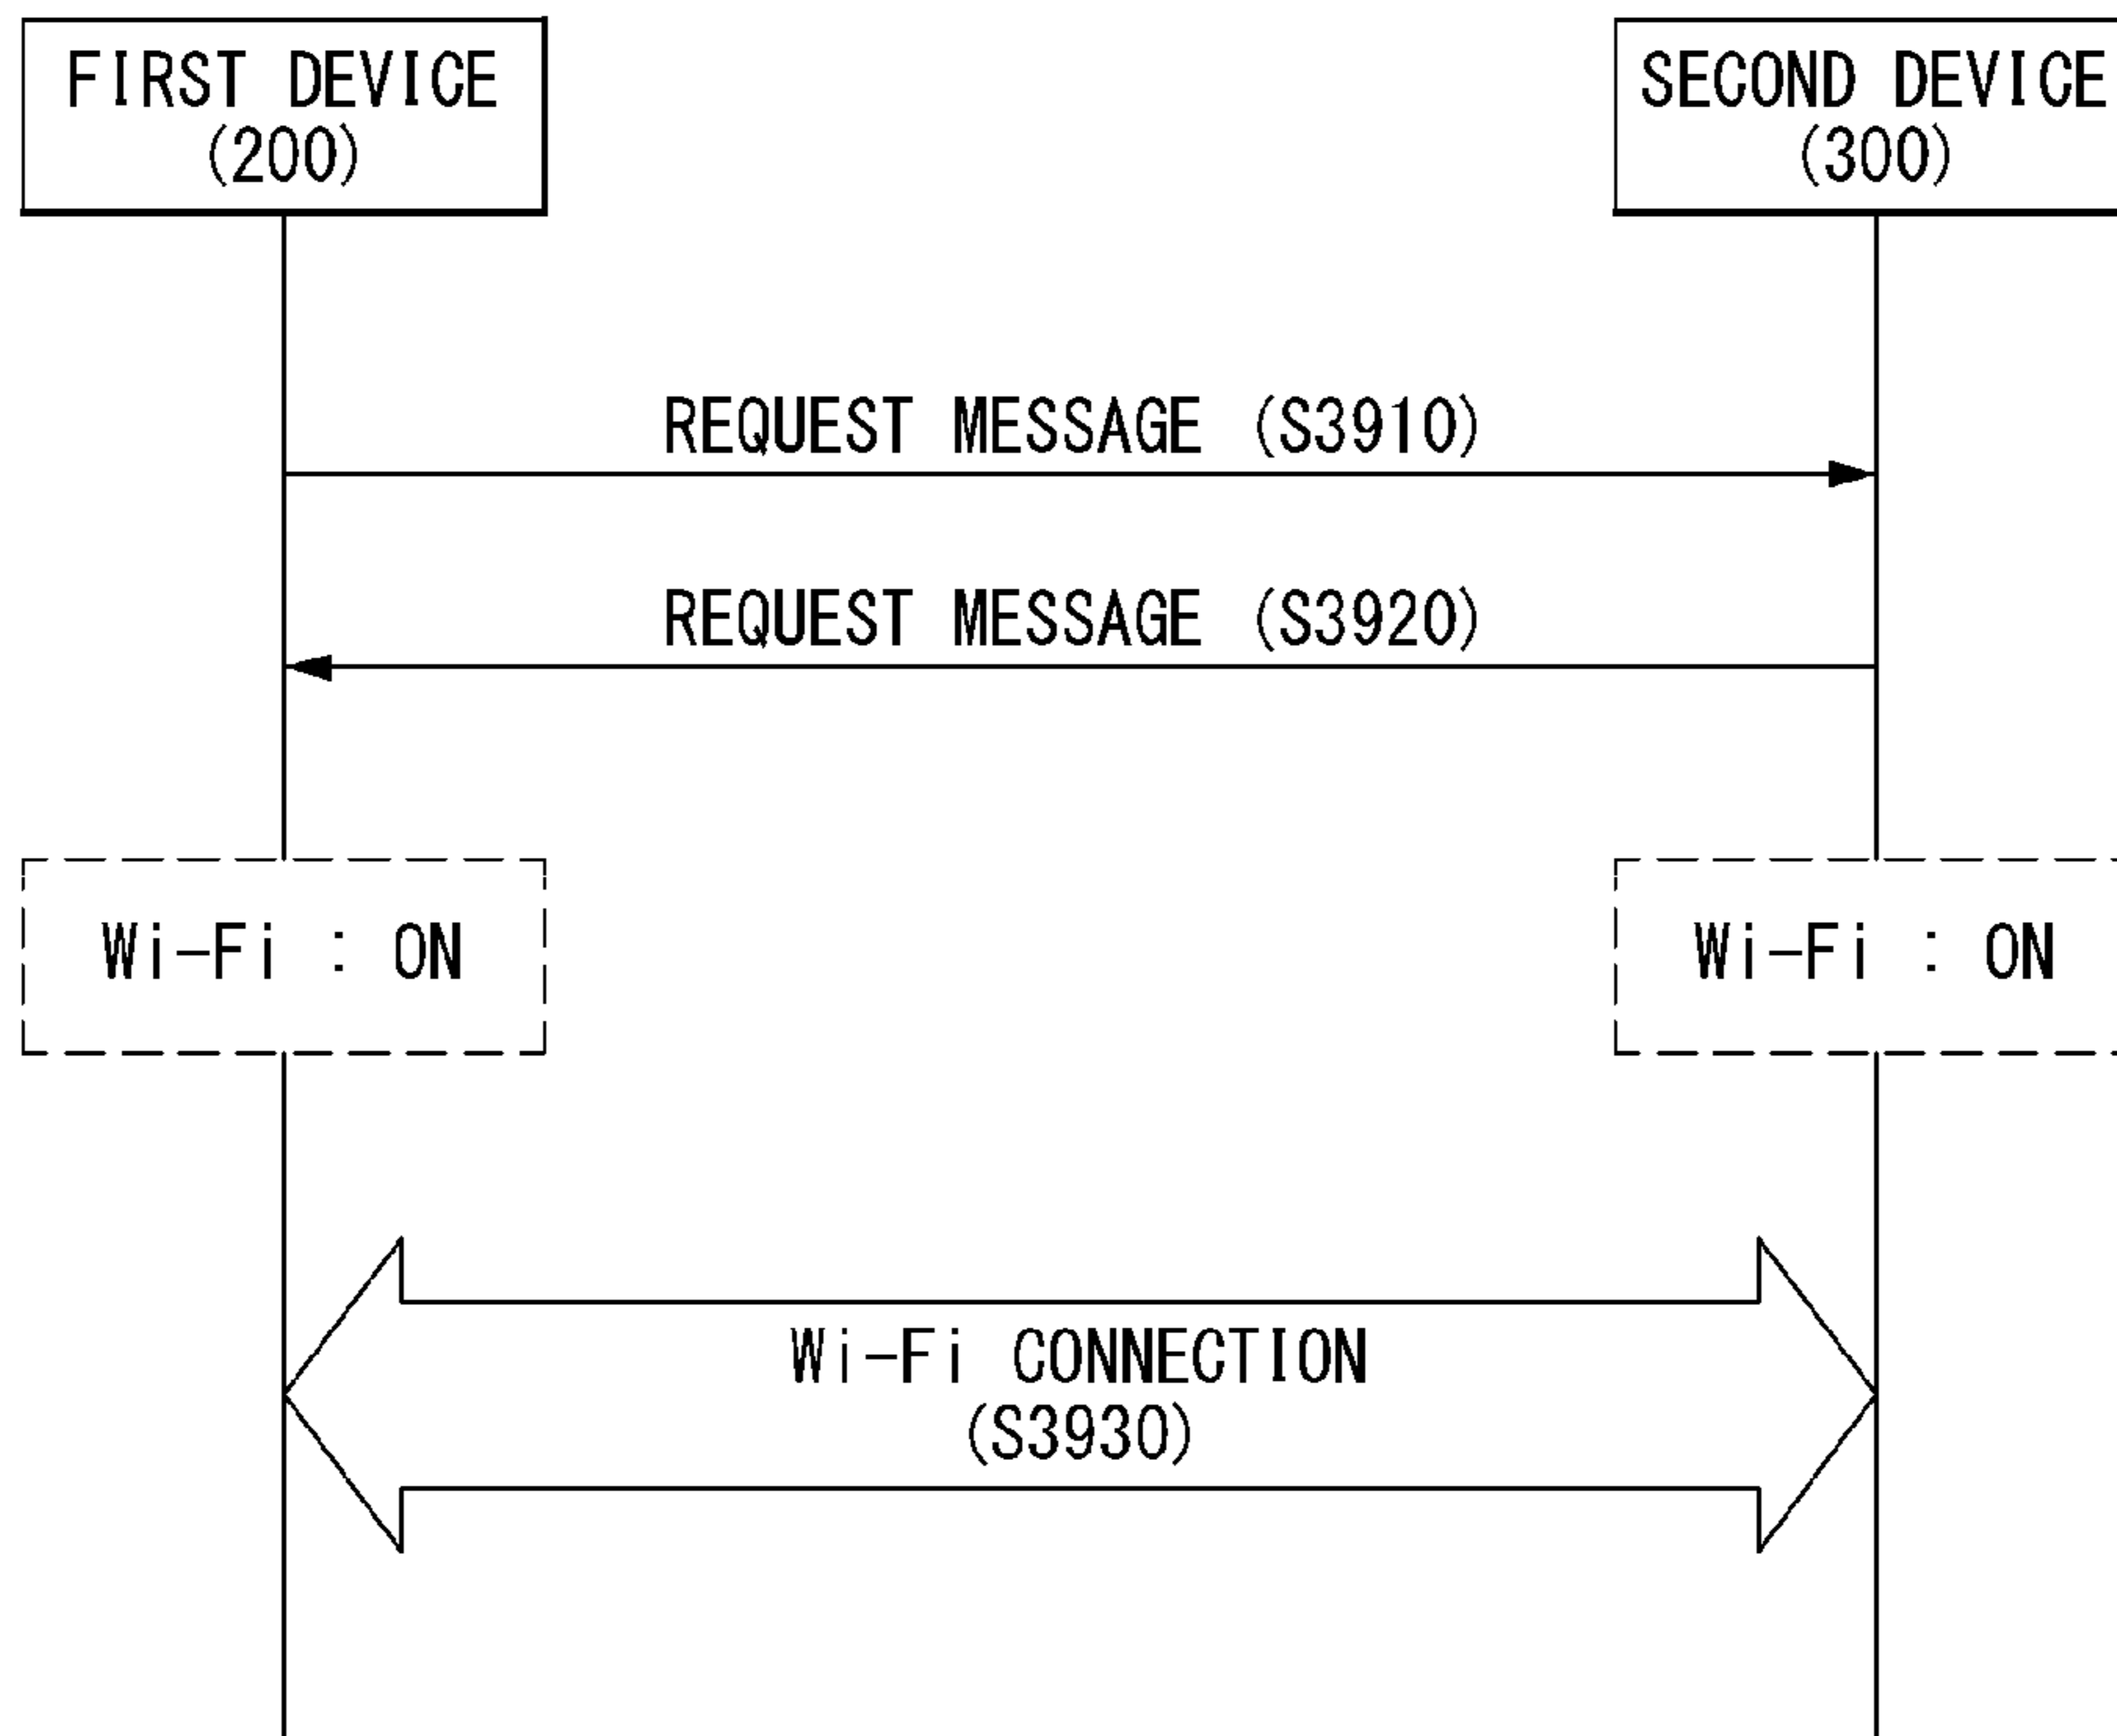 FIRST DEVICE
(200)
SECOND DEVICE
(300)
REQUEST MESSAGE (S3910)
REQUEST MESSAGE (S3920)
Wi-Fi : ON
Wi-Fi : ON
Wi-Fi CONNECTION
(S3930)